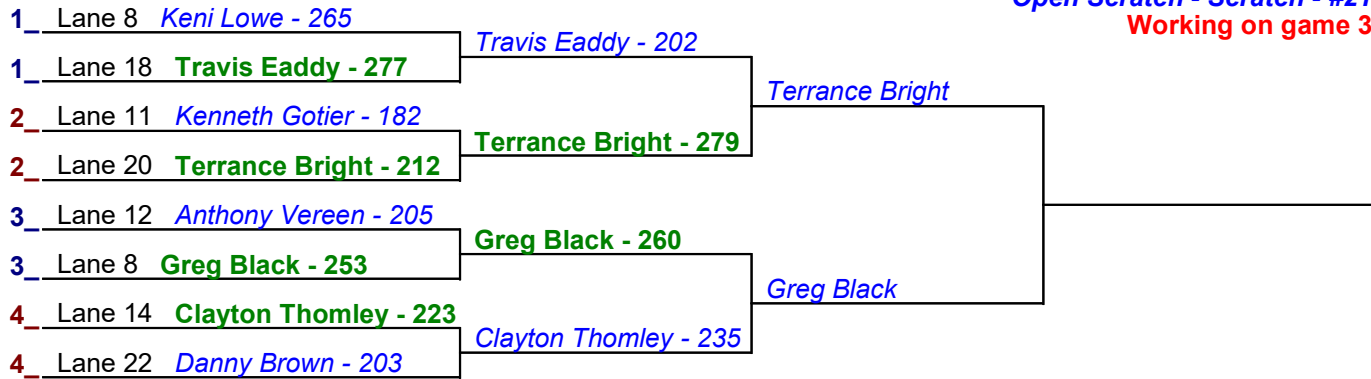 Open Scratch - Scratch - #21
Working on game 3
1_ Lane 8 Keni Lowe - 265
Travis Eaddy - 202
1_ Lane 18 Travis Eaddy - 277
Terrance Bright
2_ Lane 11 Kenneth Gotier - 182
Terrance Bright - 279
2_ Lane 20 Terrance Bright - 212
3_ Lane 12 Anthony Vereen - 205
Greg Black - 260
3_ Lane 8 Greg Black - 253
Greg Black
4_ Lane 14 Clayton Thomley - 223
Clayton Thomley - 235
4_ Lane 22 Danny Brown - 203